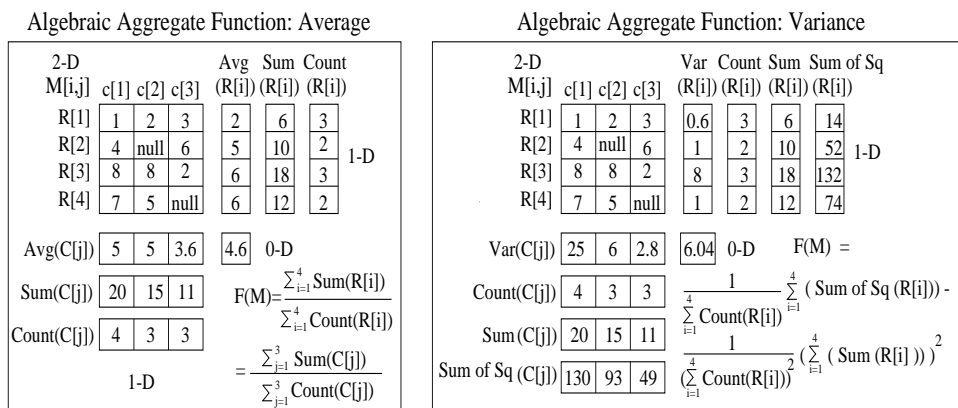 Algebraic Aggregate Function: Average
2-D Avg Sum Count
M[i,j] c[1] c[2] c[3] (R[i]) (R[i]) (R[i])
R[1] 1 2 3 2 6 3
R[2] 4 null 6 5 10 2
1-D
R[3] 8 8 2 6 18 3
R[4] 7 5 null 6 12 2
Avg(C[j]) 5 5 3.6 4.6 0-D
Sum(C[j]) 20 15 11
Count(C[j]) 4 3 3
1-D
F(M)= ∑⁴ᵢ₌₁ Sum(R[i])
∑⁴ᵢ₌₁ Count(R[i])
= ∑³ⱼ₌₁ Sum(C[j])
∑³ⱼ₌₁ Count(C[j])
Algebraic Aggregate Function: Variance
2-D Var Count Sum Sum of Sq
M[i,j] c[1] c[2] c[3] (R[i]) (R[i]) (R[i]) (R[i])
R[1] 1 2 3 0.6 3 6 14
R[2] 4 null 6 1 2 10 52
1-D
R[3] 8 8 2 8 3 18 132
R[4] 7 5 null 1 2 12 74
Var(C[j]) 25 6 2.8 6.04 0-D
Count(C[j]) 4 3 3
Sum(C[j]) 20 15 11
Sum of Sq (C[j]) 130 93 49
F(M) =
1
∑⁴ᵢ₌₁ Count(R[i]) ∑⁴ᵢ₌₁ ( Sum of Sq (R[i])) -
1
(∑⁴ᵢ₌₁ Count(R[i]))² (∑⁴ᵢ₌₁ ( Sum (R[i] )) )²